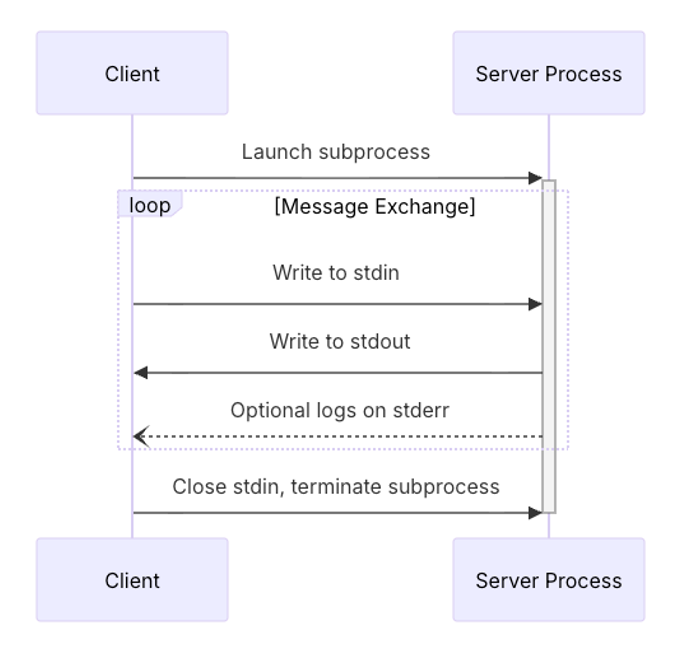 Client
Server Process
Launch subprocess
loop
[Message Exchange]
Write to stdin
Write to stdout
Optional logs on stderr
Close stdin, terminate subprocess
Client
Server Process